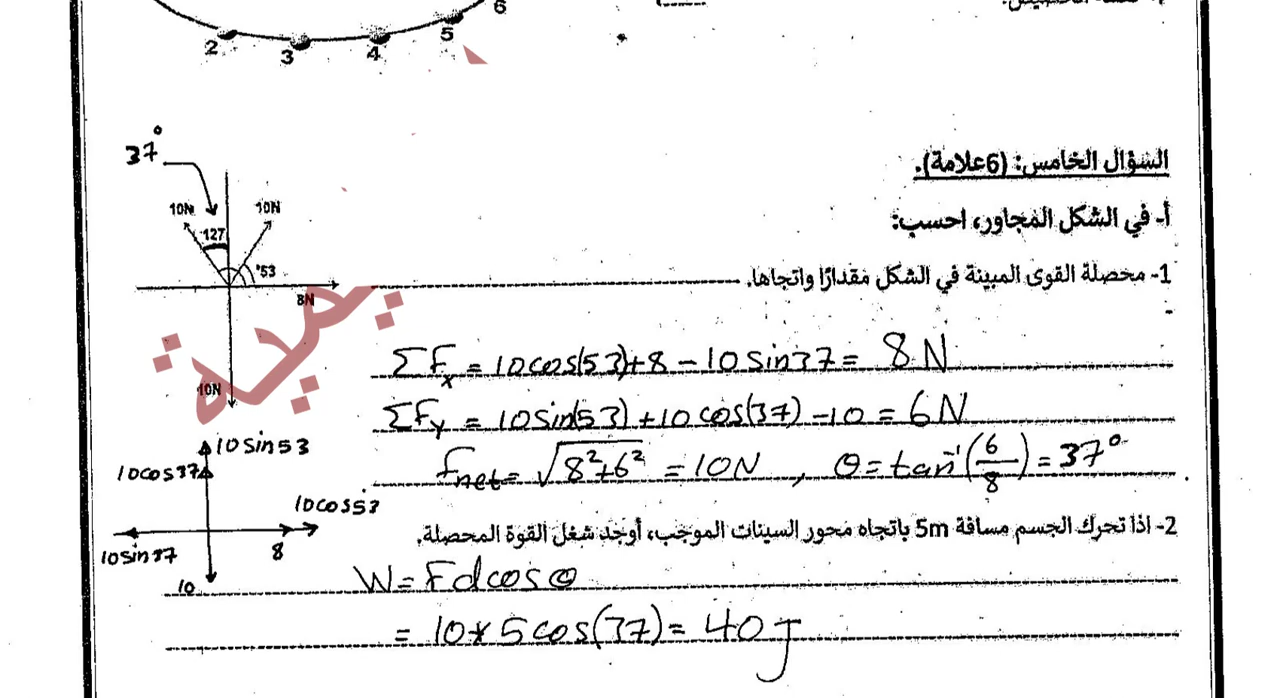 6
5
2
3
4
السؤال الخامس: (6علامة).
أ- في الشكل المجاور، احسب:
37°
10N
10N
127
53
8N
10N
1- محصلة القوى المبينة في الشكل مقدارًا واتجاها.
ΣFx = 10cos(53)+8 - 10sin37 = 8N
ΣFy = 10sin(53) + 10cos(37) - 10 = 6N
Fnet = √8²+6² = 10N , θ = tan⁻¹(6/8) = 37°
10sin53
10cos37
10cos53
10sin37
8
10
2- اذا تحرك الجسم مسافة 5m باتجاه محور السينات الموجب، أوجد شغل القوة المحصلة.
W = Fdcosθ
= 10*5cos(37) = 40J